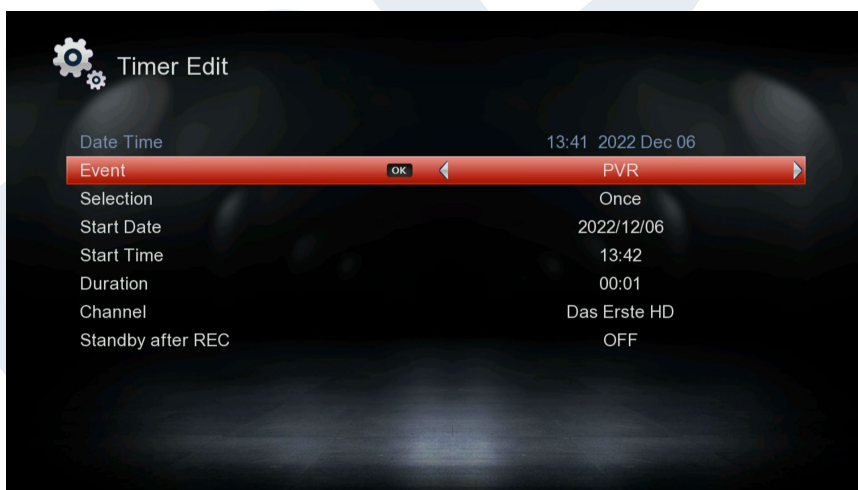 Timer Edit
Date Time 13:41 2022 Dec 06
Event OK PVR
Selection Once
Start Date 2022/12/06
Start Time 13:42
Duration 00:01
Channel Das Erste HD
Standby after REC OFF